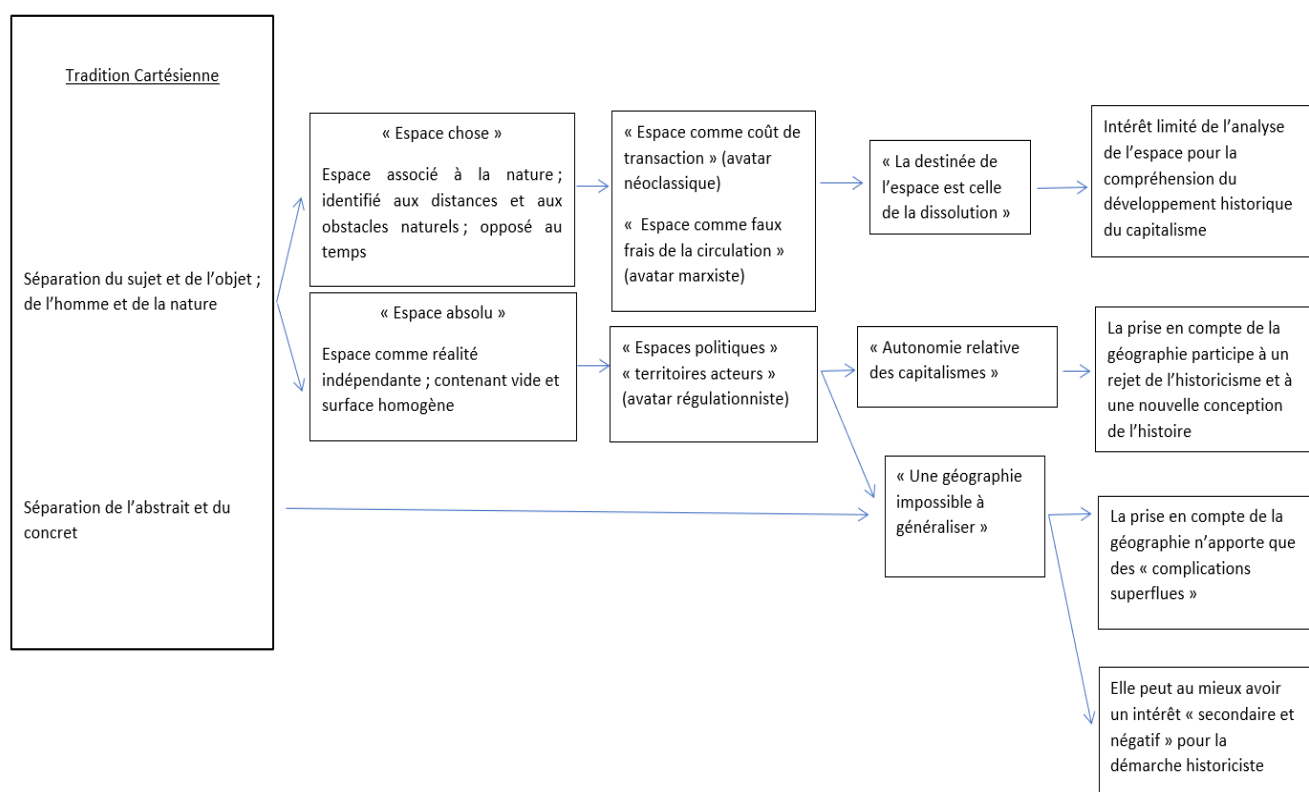 Tradition Cartésienne
Séparation du sujet et de l’objet ;
de l’homme et de la nature
Séparation de l’abstrait et du
concret
« Espace chose »
Espace associé à la nature ;
identifié aux distances et aux
obstacles naturels ; opposé au
temps
« Espace absolu »
Espace comme réalité
indépendante ; contenant vide et
surface homogène
« Espace comme coût de
transaction » (avatar
néoclassique)
« Espace comme faux
frais de la circulation »
(avatar marxiste)
« Espaces politiques »
« territoires acteurs »
(avatar régulationniste)
« La destinée de
l’espace est celle
de la dissolution »
« Autonomie relative
des capitalismes »
« Une géographie
impossible à
généraliser »
Intérêt limité de l’analyse
de l’espace pour la
compréhension du
développement historique
du capitalisme
La prise en compte de la
géographie participe à un
rejet de l’historicisme et à
une nouvelle conception
de l’histoire
La prise en compte de la
géographie n’apporte que
des « complications
superflues »
Elle peut au mieux avoir
un intérêt « secondaire et
négatif » pour la
démarche historiciste